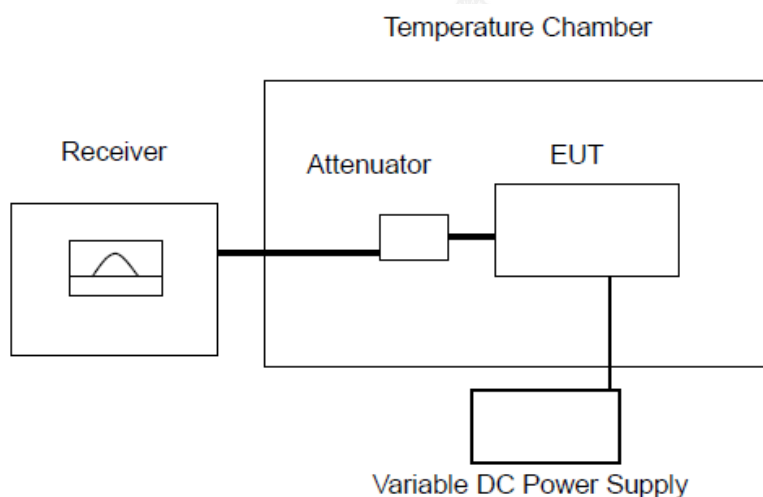 Temperature Chamber
Receiver
Attenuator
EUT
Variable DC Power Supply